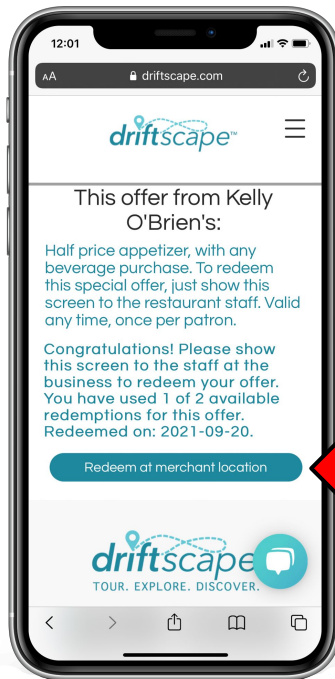 12:01
AA driftscape.com
driftscape™
This offer from Kelly
O'Brien's:
Half price appetizer, with any
beverage purchase. To redeem
this special offer, just show this
screen to the restaurant staff. Valid
any time, once per patron.
Congratulations! Please show
this screen to the staff at the
business to redeem your offer.
You have used 1 of 2 available
redemptions for this offer.
Redeemed on: 2021-09-20.
Redeem at merchant location
driftscape
TOUR. EXPLORE. DISCOVER.